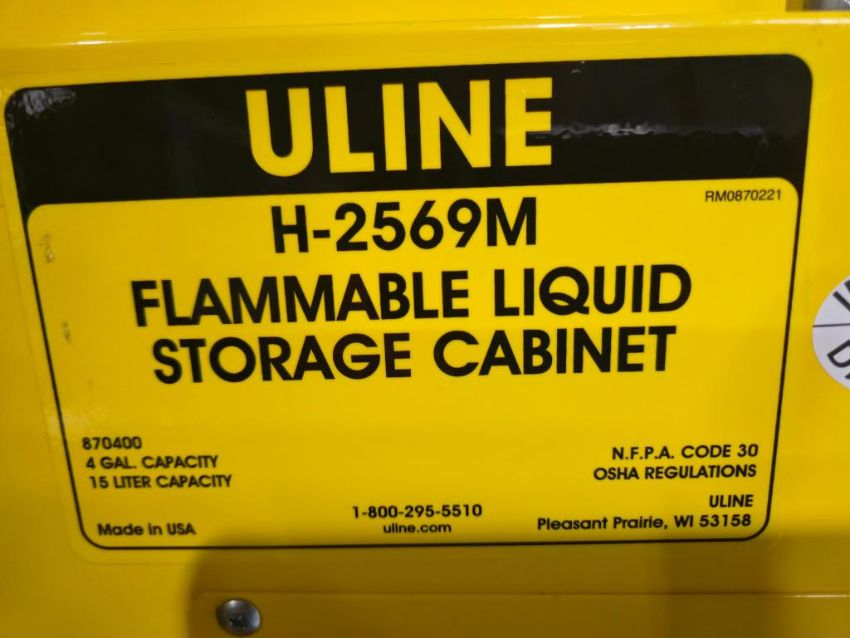 ULINE
RM0870221
H-2569M
FLAMMABLE LIQUID
STORAGE CABINET
870400
4 GAL. CAPACITY
15 LITER CAPACITY
Made in USA
1-800-295-5510
uline.com
N.F.P.A. CODE 30
OSHA REGULATIONS
ULINE
Pleasant Prairie, WI 53158